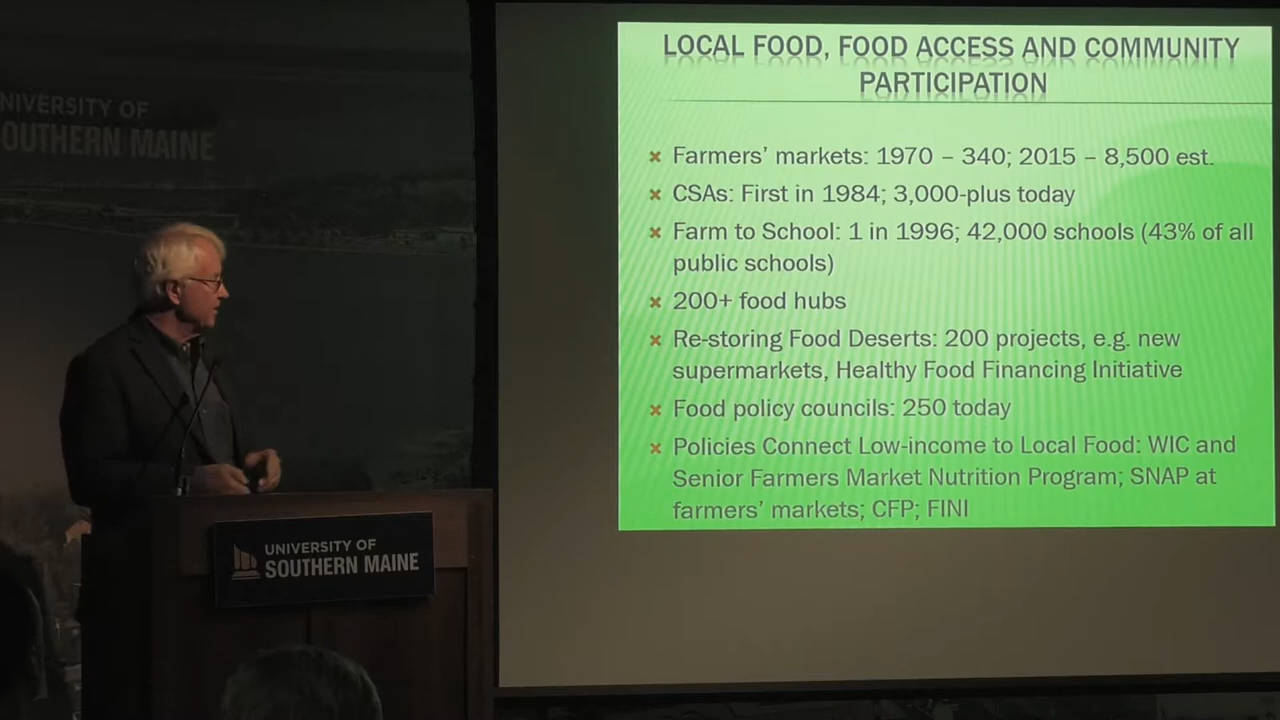 NIVERSITY OF
OUTHERN MAINE
LOCAL FOOD, FOOD ACCESS AND COMMUNITY
PARTICIPATION
Farmers’ markets: 1970 – 340; 2015 – 8,500 est.
CSAs: First in 1984; 3,000-plus today
Farm to School: 1 in 1996; 42,000 schools (43% of all
public schools)
200+ food hubs
Re-storing Food Deserts: 200 projects, e.g. new
supermarkets, Healthy Food Financing Initiative
Food policy councils: 250 today
Policies Connect Low-income to Local Food: WIC and
Senior Farmers Market Nutrition Program; SNAP at
farmers’ markets; CFP; FINI
UNIVERSITY OF
SOUTHERN MAINE